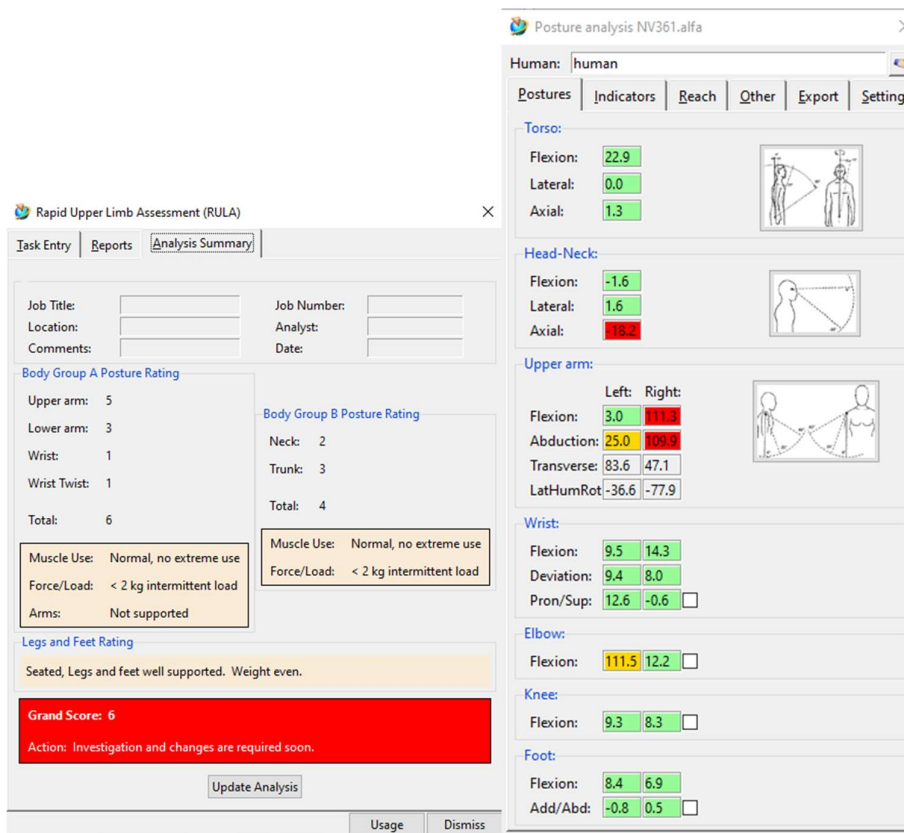 Rapid Upper Limb Assessment (RULA)
Task Entry Reports Analysis Summary
Job Title: Job Number:
Location: Analyst:
Comments: Date:
Body Group A Posture Rating
Upper arm: 5
Lower arm: 3
Wrist: 1
Wrist Twist: 1
Total: 6
Muscle Use: Normal, no extreme use
Force/Load: < 2 kg intermittent load
Arms: Not supported
Body Group B Posture Rating
Neck: 2
Trunk: 3
Total: 4
Muscle Use: Normal, no extreme use
Force/Load: < 2 kg intermittent load
Legs and Feet Rating
Seated, Legs and feet well supported. Weight even.
Grand Score: 6
Action: Investigation and changes are required soon.
Update Analysis
Usage Dismiss
Posture analysis NV361.alfa
Human: human
Postures Indicators Reach Other Export Setting
Torso:
Flexion: 22.9
Lateral: 0.0
Axial: 1.3
Head-Neck:
Flexion: -1.6
Lateral: 1.6
Axial: -18.2
Upper arm:
Left: Right:
Flexion: 3.0 111.3
Abduction: 25.0 109.9
Transverse: 83.6 47.1
LatHumRot -36.6 -77.9
Wrist:
Flexion: 9.5 14.3
Deviation: 9.4 8.0
Pron/Sup: 12.6 -0.6
Elbow:
Flexion: 111.5 12.2
Knee:
Flexion: 9.3 8.3
Foot:
Flexion: 8.4 6.9
Add/Abd: -0.8 0.5